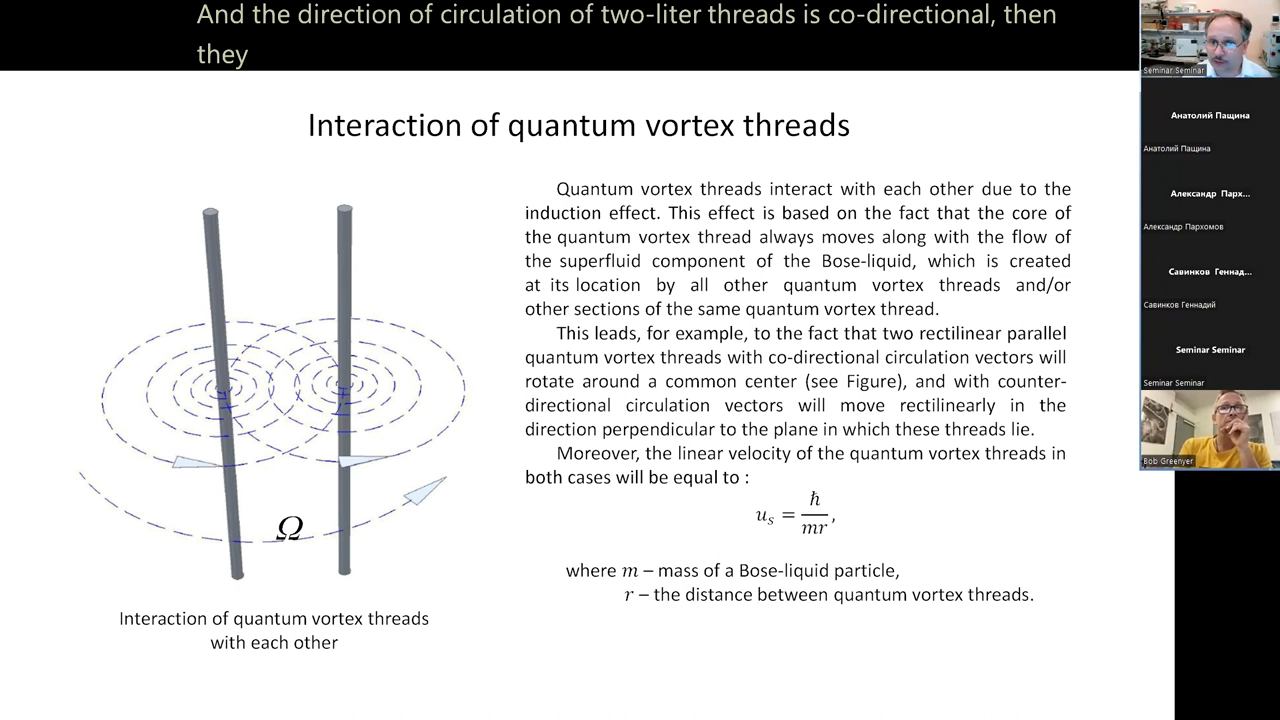 And the direction of circulation of two-liter threads is co-directional, then
they
Interaction of quantum vortex threads
Quantum vortex threads interact with each other due to the
induction effect. This effect is based on the fact that the core of
the quantum vortex thread always moves along with the flow of
the superfluid component of the Bose-liquid, which is created
at its location by all other quantum vortex threads and/or
other sections of the same quantum vortex thread.
This leads, for example, to the fact that two rectilinear parallel
quantum vortex threads with co-directional circulation vectors will
rotate around a common center (see Figure), and with counter-
directional circulation vectors will move rectilinearly in the
direction perpendicular to the plane in which these threads lie.
Moreover, the linear velocity of the quantum vortex threads in
both cases will be equal to :
u_s = ħ/mr,
where m – mass of a Bose-liquid particle,
r – the distance between quantum vortex threads.
Ω
Interaction of quantum vortex threads
with each other
Seminar Seminar
Анатолий Пащина
Анатолий Пащина
Александр Парх...
Александр Пархомов
Савинков Геннад...
Савинков Геннадий
Seminar Seminar
Seminar Seminar
Bob Greenyer